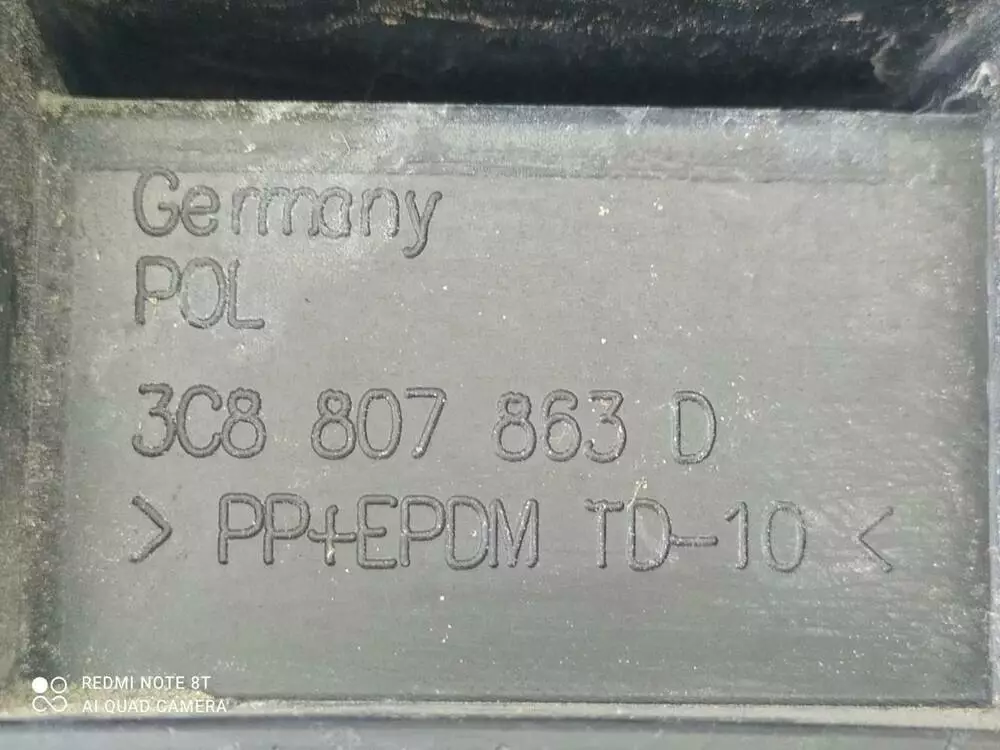 Germany
POL
3C8 807 863 D
> PP+EPDM TD-10 <
REDMI NOTE 8T
AI QUAD CAMERA